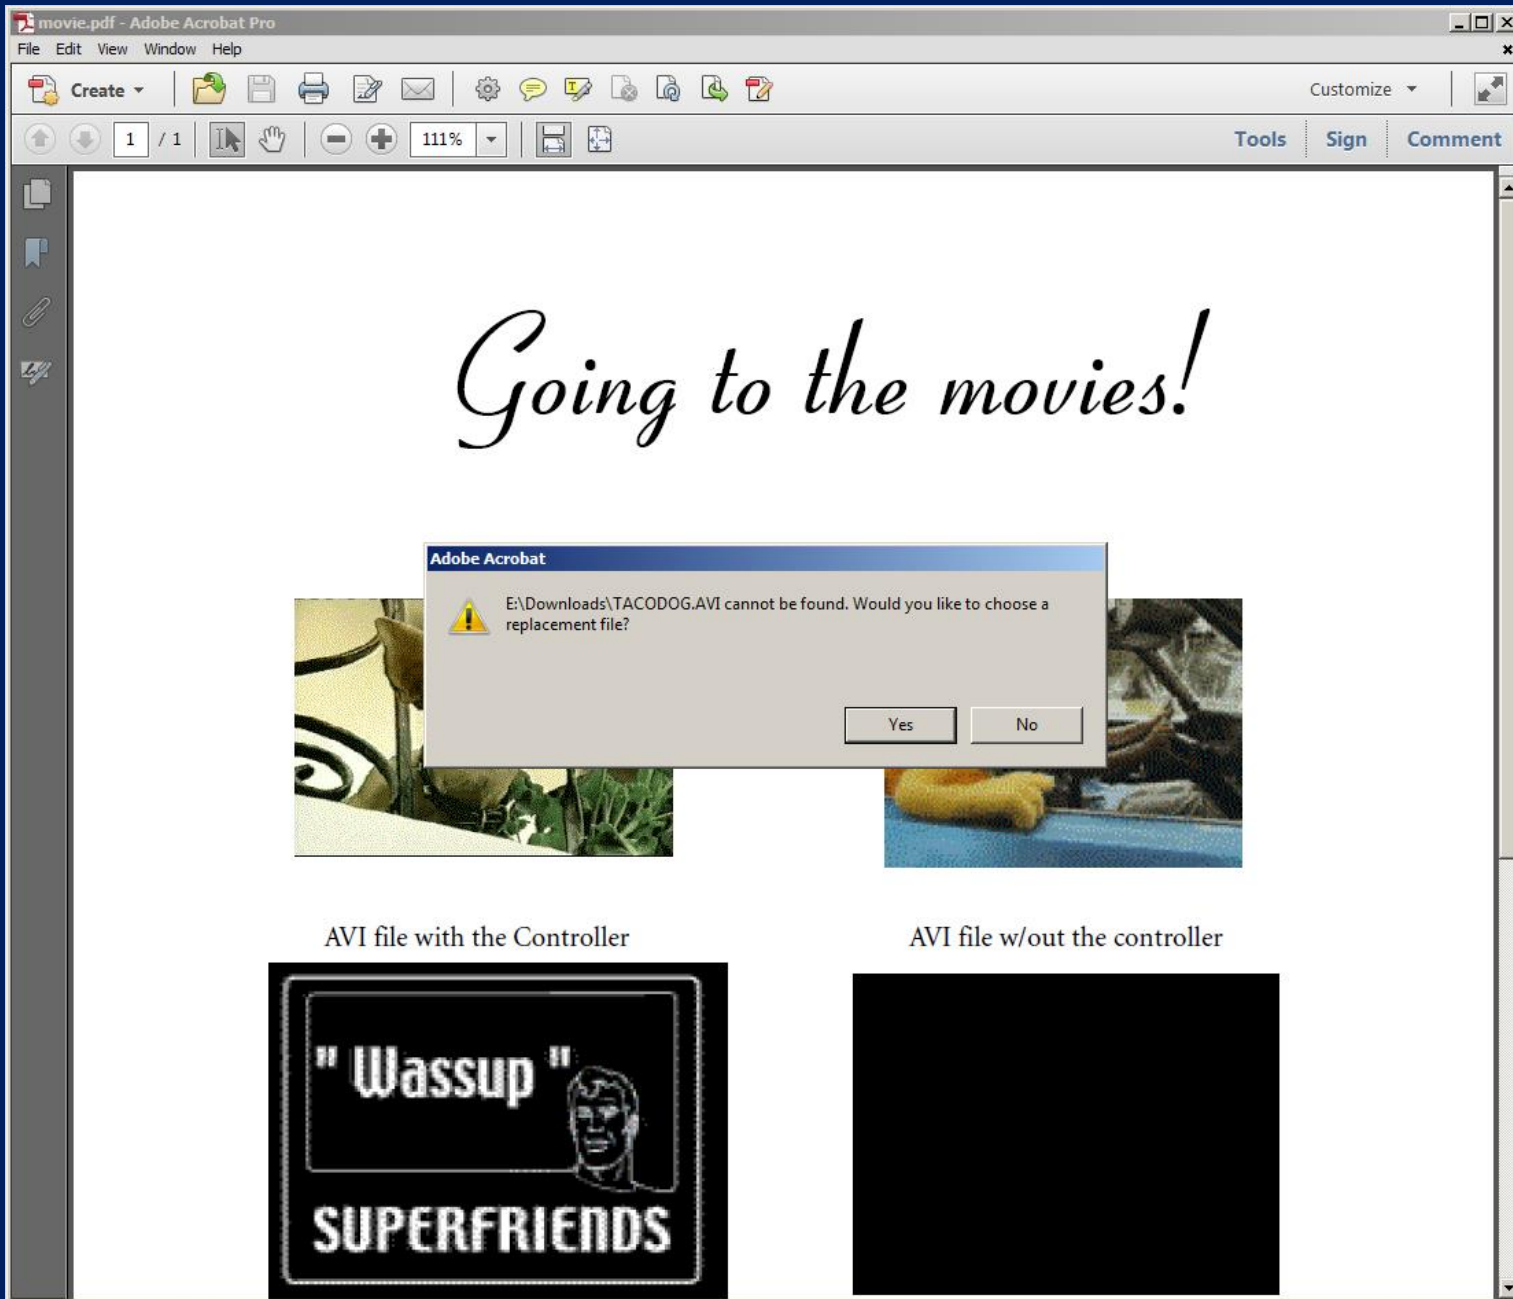 movie.pdf - Adobe Acrobat Pro
File Edit View Window Help
Create Customize
1 / 1 111% Tools Sign Comment
Going to the movies!
Adobe Acrobat
E:\Downloads\TACODOG.AVI cannot be found. Would you like to choose a
replacement file?
Yes No
AVI file with the Controller AVI file w/out the controller
" Wassup "
SUPERFRIENDS